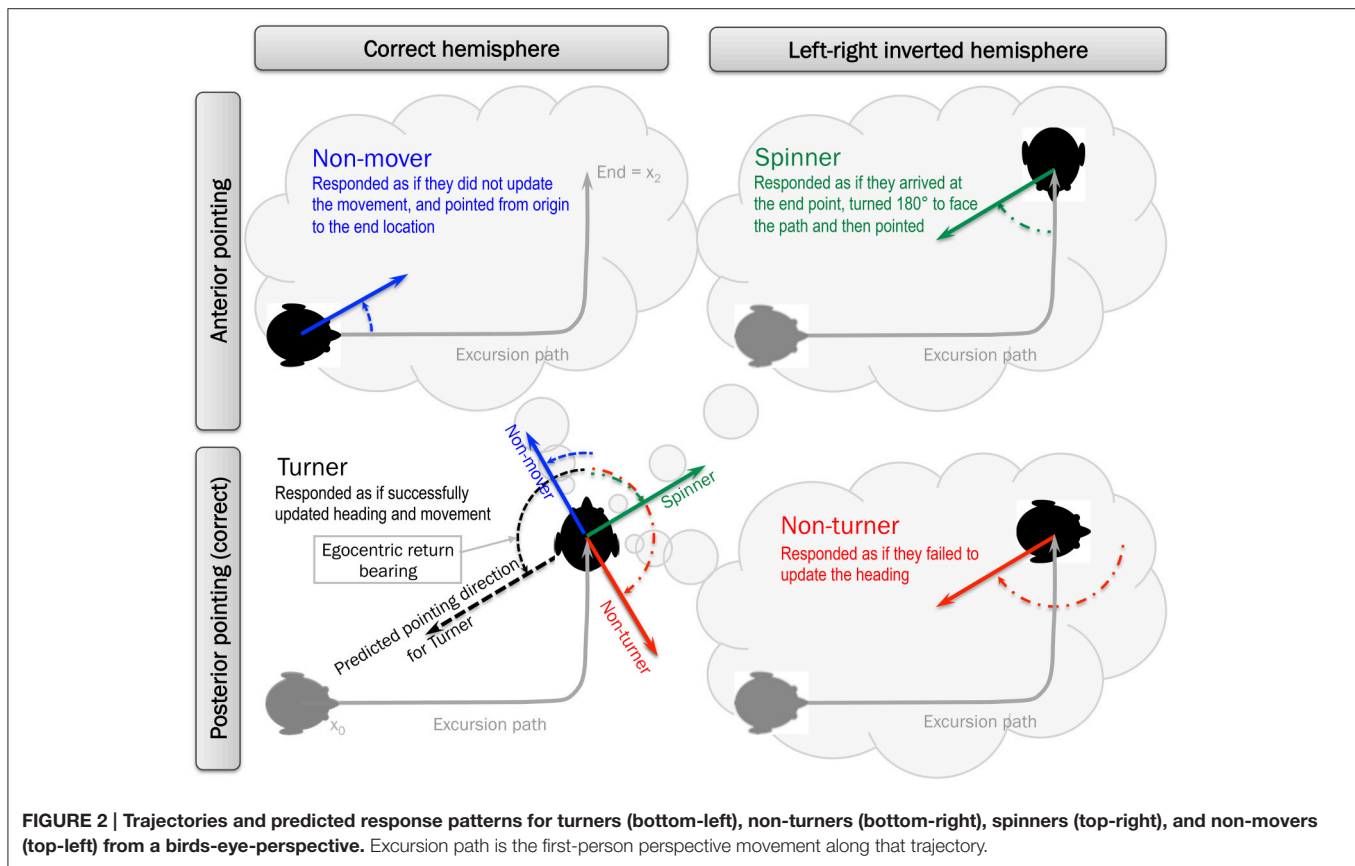 Correct hemisphere
Left-right inverted hemisphere
Anterior pointing
Non-mover
Responded as if they did not update
the movement, and pointed from origin
to the end location
End = x₂
Excursion path
Spinner
Responded as if they arrived at
the end point, turned 180° to face
the path and then pointed
Excursion path
Posterior pointing (correct)
Turner
Responded as if successfully
updated heading and movement
Egocentric return
bearing
Predicted pointing direction
for Turner
Non-mover
Spinner
Non-turner
x₀
Excursion path
Non-turner
Responded as if they failed to
update the heading
Excursion path
FIGURE 2 | Trajectories and predicted response patterns for turners (bottom-left), non-turners (bottom-right), spinners (top-right), and non-movers
(top-left) from a birds-eye-perspective. Excursion path is the first-person perspective movement along that trajectory.